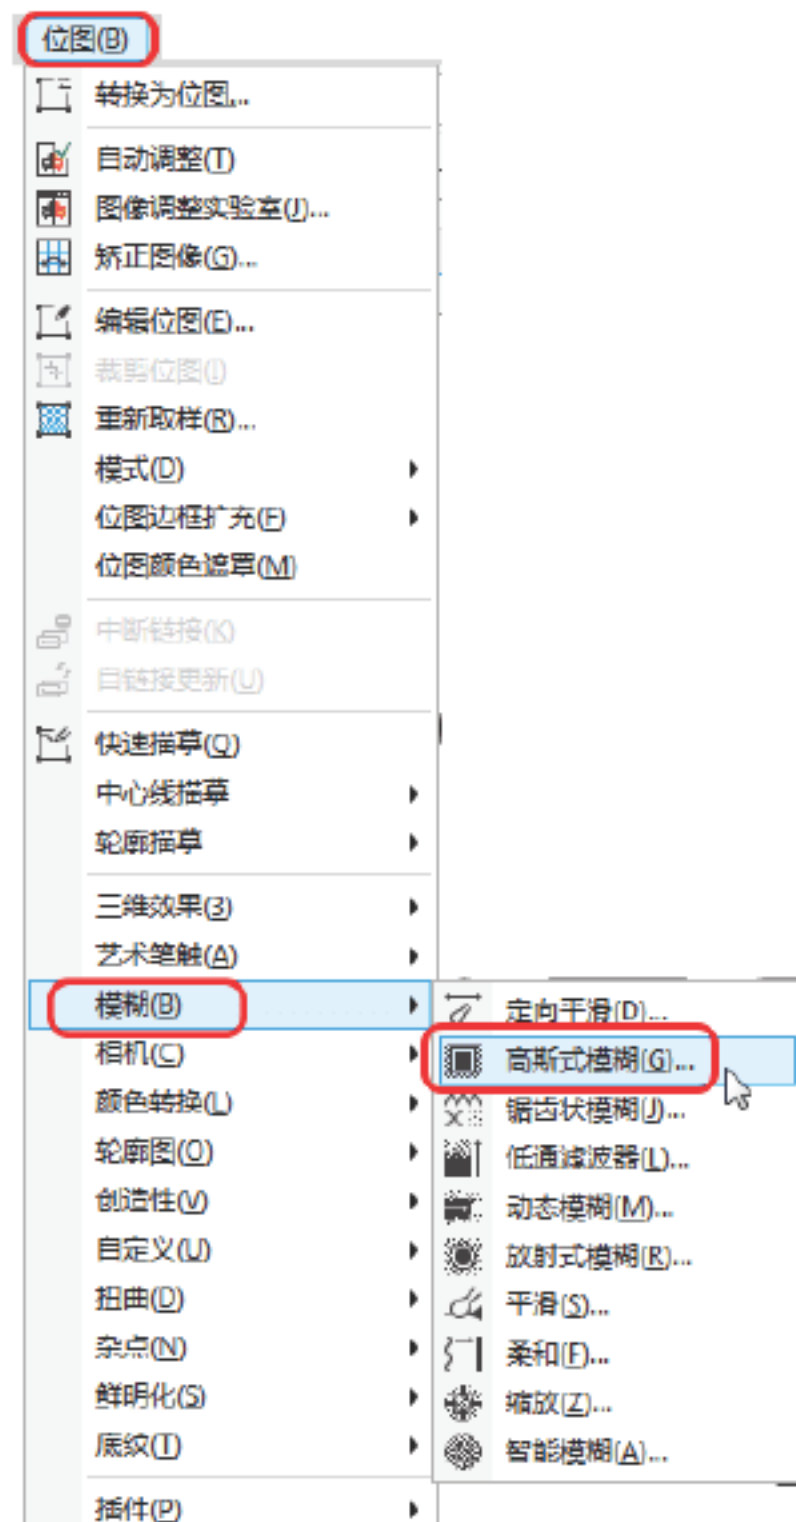 位图(B)
转换为位图...
自动调整(T)
图像调整实验室(J)...
矫正图像(G)...
编辑位图(E)...
裁剪位图(I)
重新取样(R)...
模式(D)
位图边框扩充(F)
位图颜色遮罩(M)
中断链接(K)
自链接更新(U)
快速描摹(Q)
中心线描摹
轮廓描摹
三维效果(3)
艺术笔触(A)
模糊(B)
相机(C)
颜色转换(L)
轮廓图(O)
创造性(V)
自定义(U)
扭曲(D)
杂点(N)
鲜明化(S)
底纹(T)
插件(P)
定向平滑(D)...
高斯式模糊(G)...
锯齿状模糊(J)...
低通滤波器(L)...
动态模糊(M)...
放射式模糊(R)...
平滑(S)...
柔和(F)...
缩放(Z)...
智能模糊(A)...